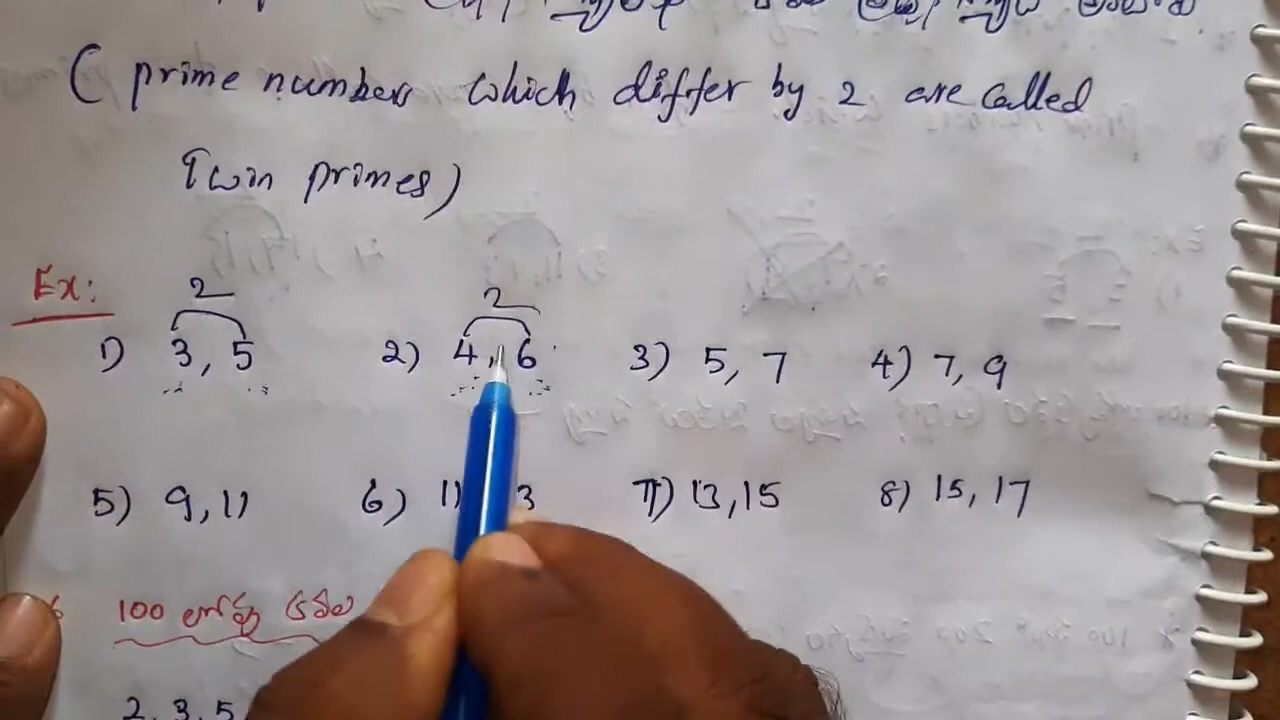 ( prime numbers which differ by 2 are called
Twin primes)
Ex:
2 2
1) 3, 5 2) 4, 6 3) 5, 7 4) 7, 9
5) 9, 11 6) 11 3 7) 13, 15 8) 15, 17
100
2, 3, 5